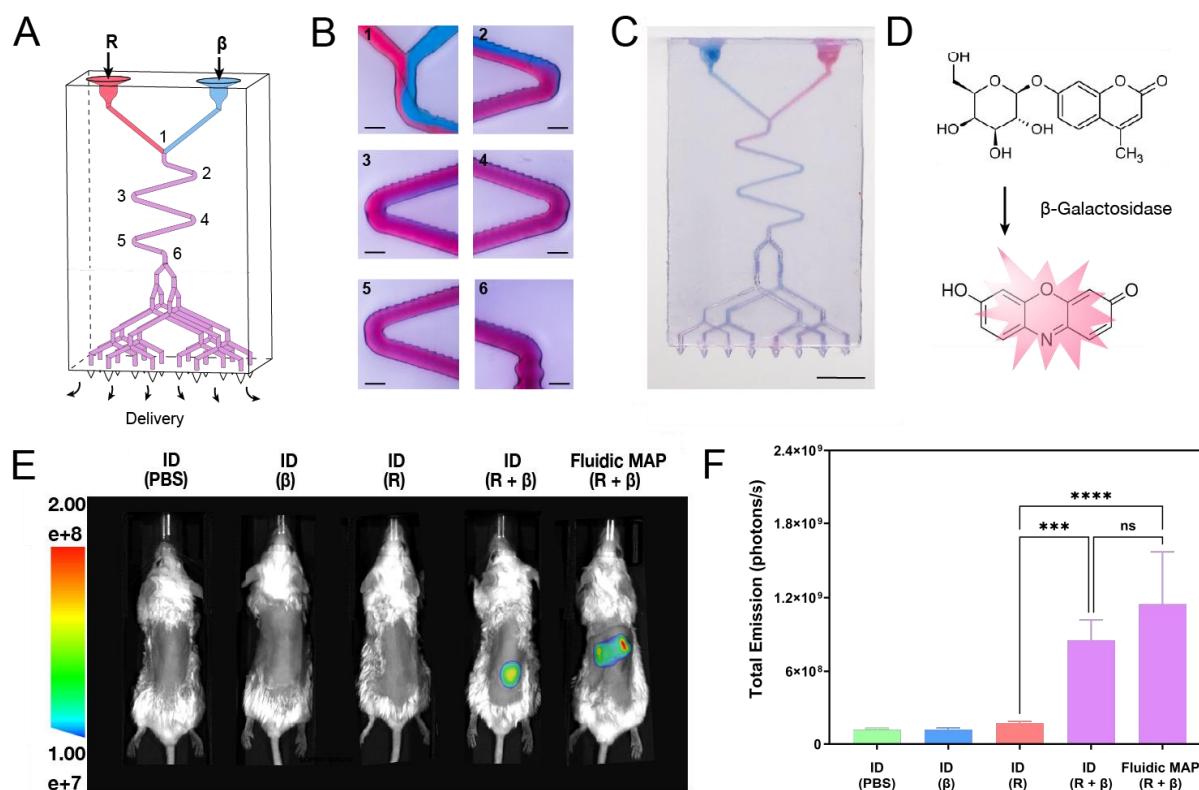 A
R
β
1
2
3
4
5
6
Delivery
B
1
2
3
4
5
6
C
D
OH
HO
O
O
O
O
OH
OH
OH
CH3
β-Galactosidase
HO
O
O
N
E
ID
(PBS)
ID
(β)
ID
(R)
ID
(R + β)
Fluidic MAP
(R + β)
2.00
e+8
1.00
e+7
F
Total Emission (photons/s)
2.4×10⁹
1.8×10⁹
1.2×10⁹
6×10⁸
0
****
***
ns
ID
(PBS)
ID
(β)
ID
(R)
ID
(R + β)
Fluidic MAP
(R + β)